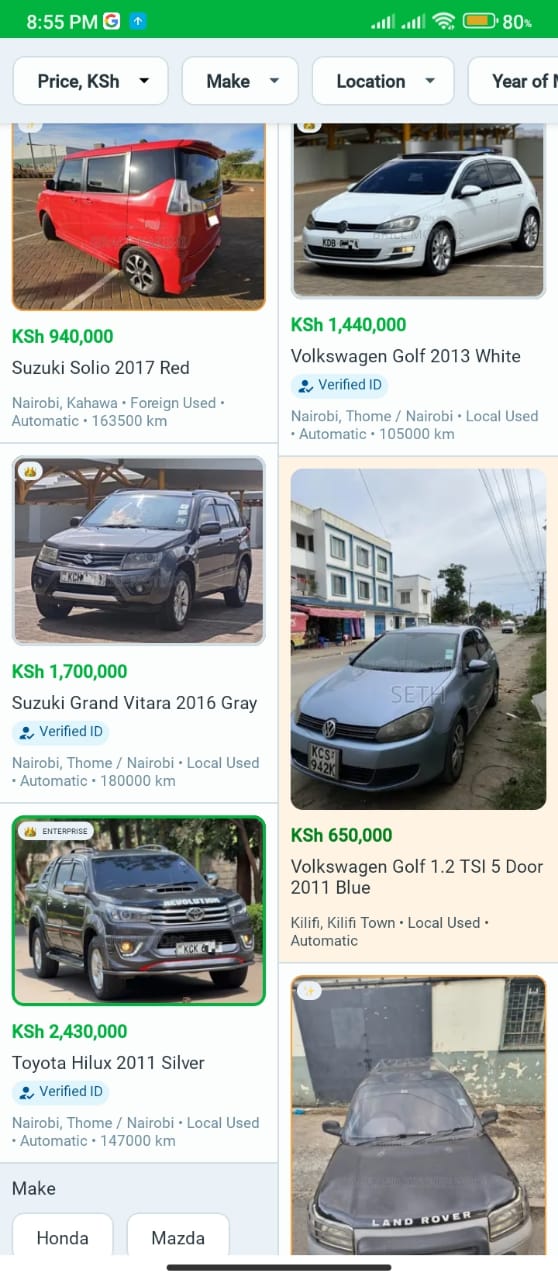 8:55 PM G 80%
Price, KSh
Make
Location
Year of
KSh 940,000
Suzuki Solio 2017 Red
Nairobi, Kahawa • Foreign Used •
Automatic • 163500 km
KCH
KSh 1,700,000
Suzuki Grand Vitara 2016 Gray
Verified ID
Nairobi, Thome / Nairobi • Local Used
• Automatic • 180000 km
ENTERPRISE
REVOLUTION
KCK
KSh 2,430,000
Toyota Hilux 2011 Silver
Verified ID
Nairobi, Thome / Nairobi • Local Used
• Automatic • 147000 km
Make
Honda
Mazda
KDB
KSh 1,440,000
Volkswagen Golf 2013 White
Verified ID
Nairobi, Thome / Nairobi • Local Used
• Automatic • 105000 km
SETH
KCS
942K
KSh 650,000
Volkswagen Golf 1.2 TSI 5 Door
2011 Blue
Kilifi, Kilifi Town • Local Used •
Automatic
LAND ROVER